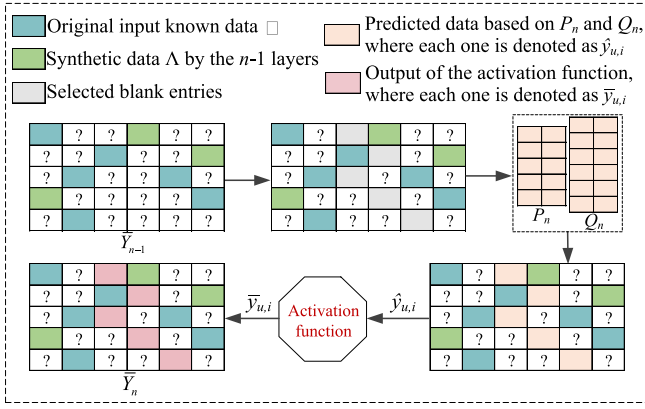 Original input known data □
Synthetic data Λ by the n-1 layers
Selected blank entries
Predicted data based on Pₙ and Qₙ,
where each one is denoted as ŷᵤ,ᵢ
Output of the activation function,
where each one is denoted as ȳᵤ,ᵢ
? ? ? ?
? ? ? ?
? ? ? ?
? ? ? ?
? ? ? ? ?
Ȳₙ₋₁
? ? ?
? ? ?
? ? ?
? ? ?
? ? ? ?
Pₙ
Qₙ
? ? ?
? ? ?
? ? ?
? ? ?
? ? ? ?
ŷᵤ,ᵢ
Activation
function
ȳᵤ,ᵢ
? ? ?
? ? ?
? ? ?
? ? ?
? ? ? ?
Ȳₙ